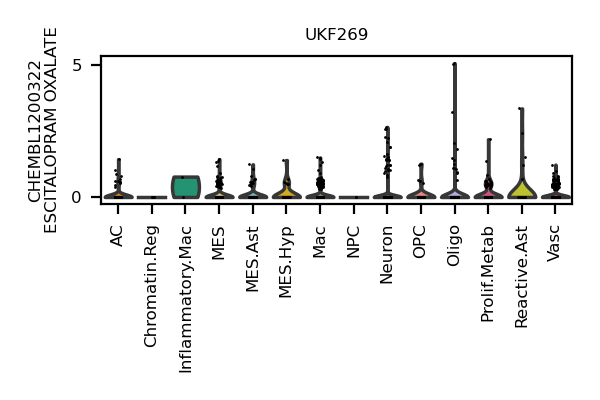 UKF269
CHEMBL1200322
ESCITALOPRAM OXALATE
5
0
AC
Chromatin.Reg
Inflammatory.Mac
MES
MES.Ast
MES.Hyp
Mac
NPC
Neuron
OPC
Oligo
Prolif.Metab
Reactive.Ast
Vasc